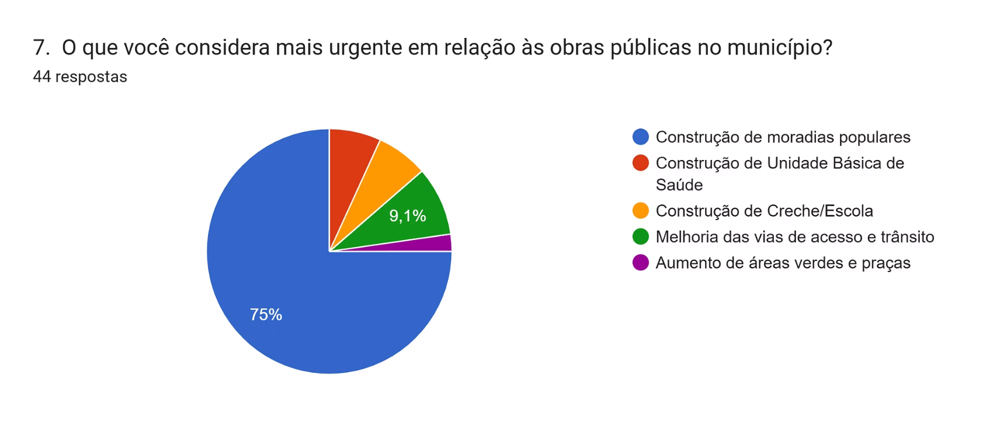 7. O que você considera mais urgente em relação às obras públicas no município?
44 respostas
Construção de moradias populares
Construção de Unidade Básica de
Saúde
Construção de Creche/Escola
Melhoria das vias de acesso e trânsito
Aumento de áreas verdes e praças
9,1%
75%